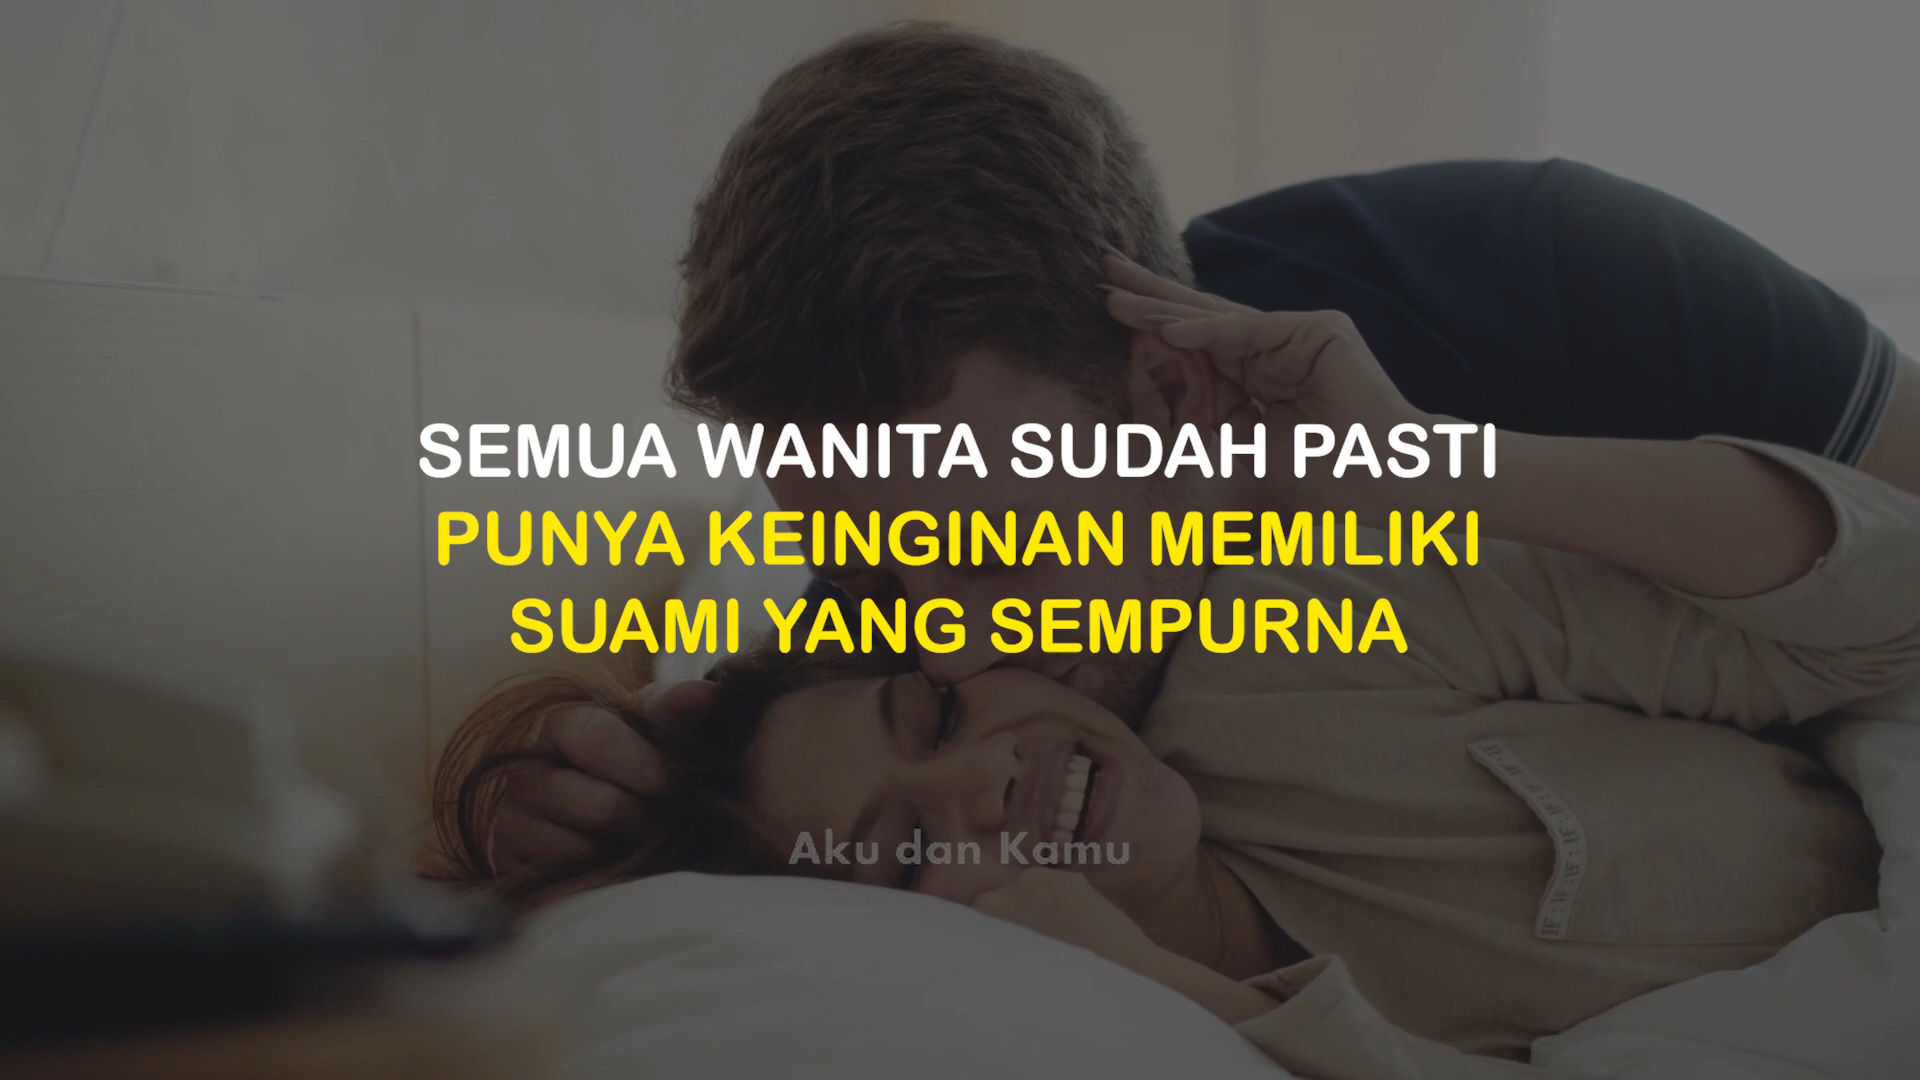 SEMUA WANITA SUDAH PASTI
PUNYA KEINGINAN MEMILIKI
SUAMI YANG SEMPURNA
Aku dan Kamu